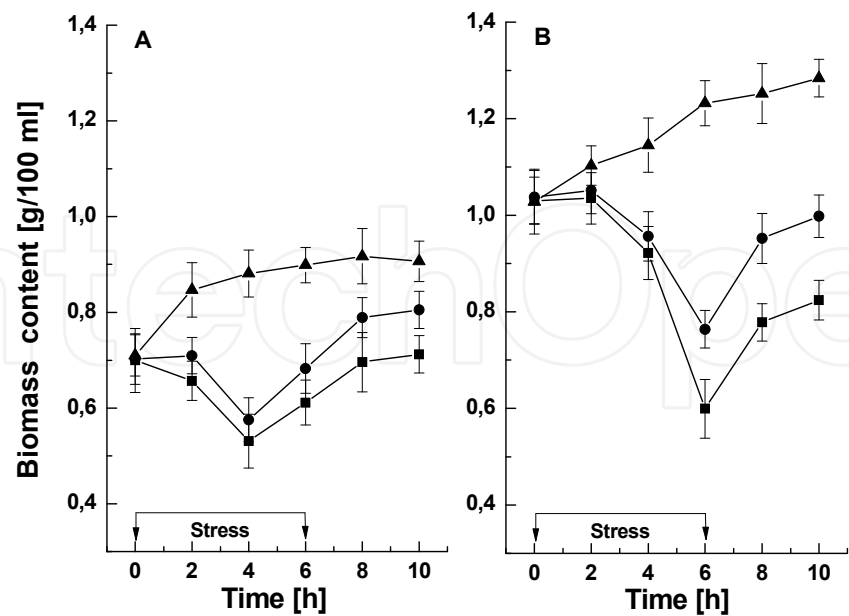 A
1,4
1,2
1,0
0,8
0,6
0,4
Biomass content [g/100 ml]
Stress
0 2 4 6 8 10
Time [h]
B
1,4
1,2
1,0
0,8
0,6
0,4
Stress
0 2 4 6 8 10
Time [h]
ntechOpe